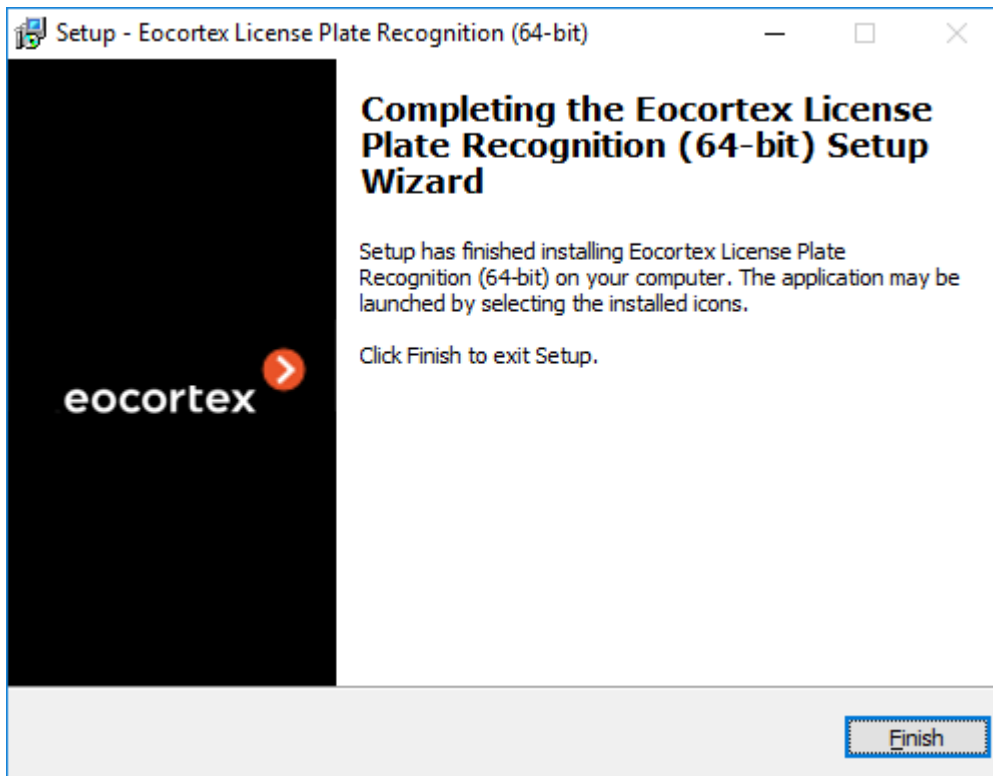 Setup - Eocortex License Plate Recognition (64-bit)
Completing the Eocortex License
Plate Recognition (64-bit) Setup
Wizard
Setup has finished installing Eocortex License Plate
Recognition (64-bit) on your computer. The application may be
launched by selecting the installed icons.
Click Finish to exit Setup.
eocortex
Finish